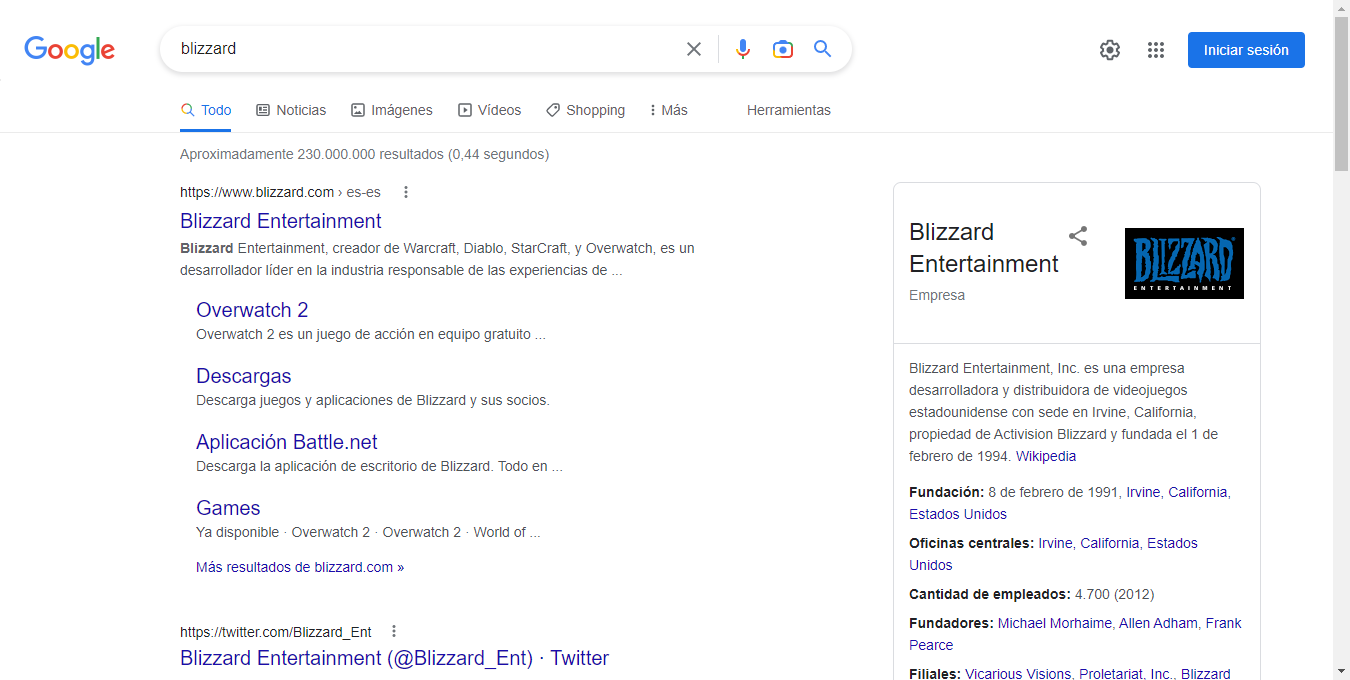 Google
blizzard
Iniciar sesión
Todo
Noticias
Imágenes
Vídeos
Shopping
Más
Herramientas
Aproximadamente 230.000.000 resultados (0,44 segundos)
https://www.blizzard.com › es-es
Blizzard Entertainment
Blizzard Entertainment, creador de Warcraft, Diablo, StarCraft, y Overwatch, es un
desarrollador líder en la industria responsable de las experiencias de ...
Overwatch 2
Overwatch 2 es un juego de acción en equipo gratuito ...
Descargas
Descarga juegos y aplicaciones de Blizzard y sus socios.
Aplicación Battle.net
Descarga la aplicación de escritorio de Blizzard. Todo en ...
Games
Ya disponible · Overwatch 2 · Overwatch 2 · World of ...
Más resultados de blizzard.com »
https://twitter.com/Blizzard_Ent
Blizzard Entertainment (@Blizzard_Ent) · Twitter
Blizzard
Entertainment
Empresa
BLIZZARD
ENTERTAINMENT
Blizzard Entertainment, Inc. es una empresa
desarrolladora y distribuidora de videojuegos
estadounidense con sede en Irvine, California,
propiedad de Activision Blizzard y fundada el 1 de
febrero de 1994. Wikipedia
Fundación: 8 de febrero de 1991, Irvine, California,
Estados Unidos
Oficinas centrales: Irvine, California, Estados
Unidos
Cantidad de empleados: 4.700 (2012)
Fundadores: Michael Morhaime, Allen Adham, Frank
Pearce
Filiales: Vicarious Visions, Proletariat, Inc., Blizzard